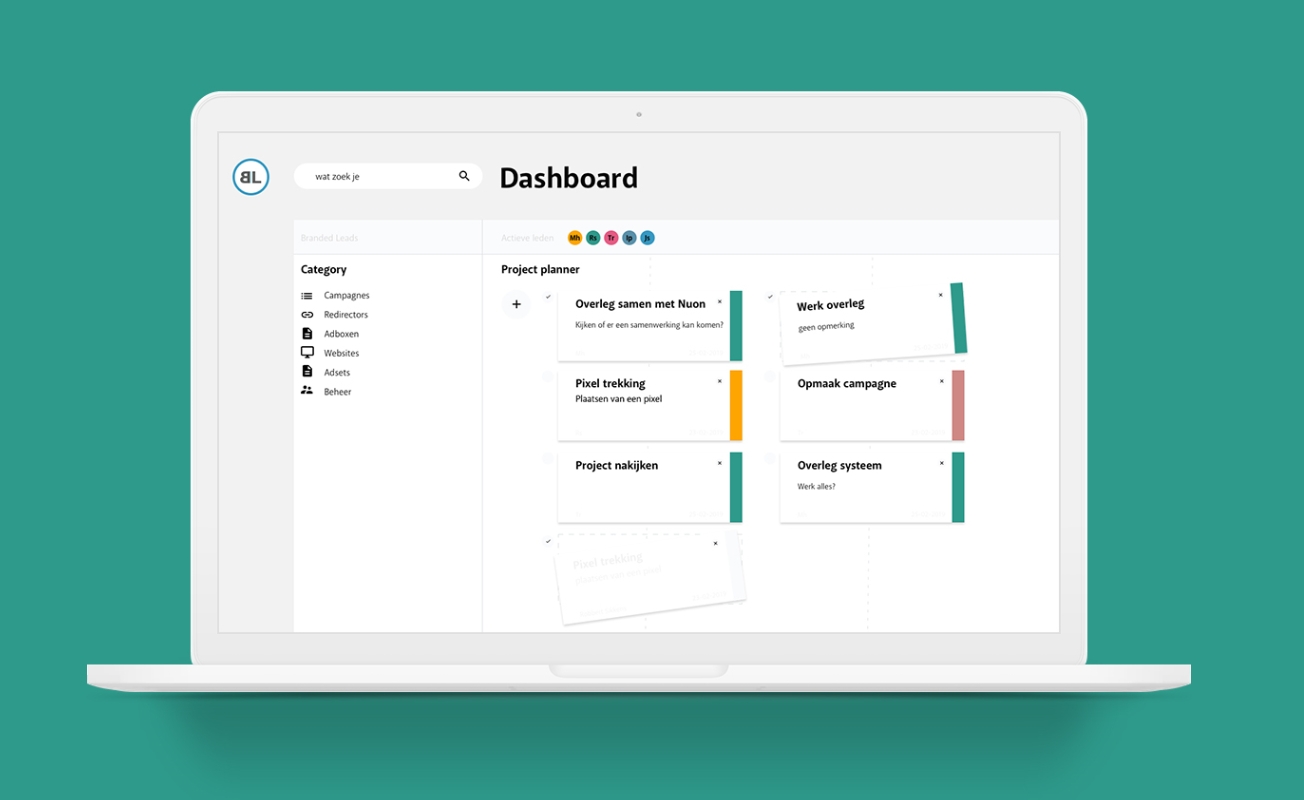 BL
wat zoek je
Dashboard
Branded Leads
Actieve leden
Mh
Rs
Tr
Ip
Js
Category
Campagnes
Redirectors
Adboxen
Websites
Adsets
Beheer
Project planner
+
Overleg samen met Nuon
Kijken of er een samenwerking kan komen?
Werk overleg
geen opmerking
Pixel trekking
Plaatsen van een pixel
Opmaak campagne
Project nakijken
Overleg systeem
Werk alles?
Pixel trekking
plaatsen van een pixel